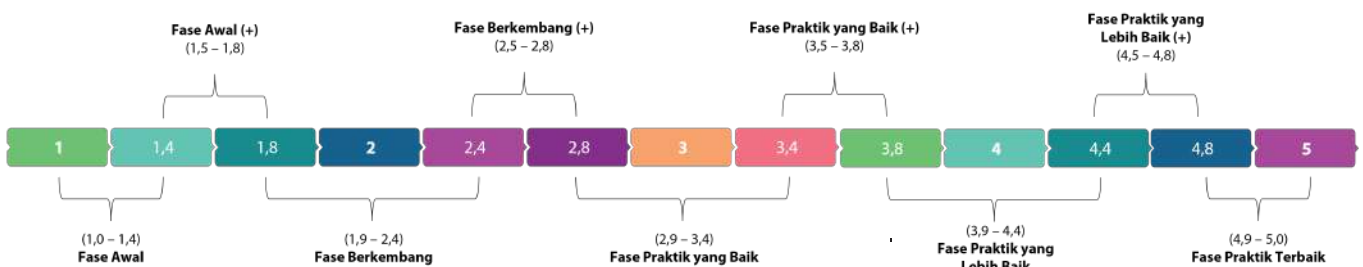 Fase Awal (+)
(1,5 – 1,8)
Fase Berkembang (+)
(2,5 – 2,8)
Fase Praktik yang Baik (+)
(3,5 – 3,8)
Fase Praktik yang
Lebih Baik (+)
(4,5 – 4,8)
1
1,4
1,8
2
2,4
2,8
3
3,4
3,8
4
4,4
4,8
5
(1,0 – 1,4)
Fase Awal
(1,9 – 2,4)
Fase Berkembang
(2,9 – 3,4)
Fase Praktik yang Baik
(3,9 – 4,4)
Fase Praktik yang
Lebih Baik
(4,9 – 5,0)
Fase Praktik Terbaik